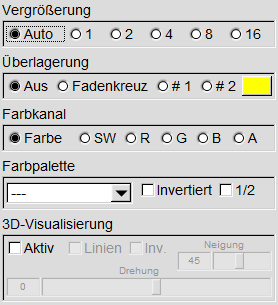 Vergrößerung
Auto 1 2 4 8 16
Überlagerung
Aus Fadenkreuz # 1 # 2
Farbkanal
Farbe SW R G B A
Farbpalette
--- Invertiert 1/2
3D-Visualisierung
Aktiv Linien Inv. Neigung
45
Drehung
0